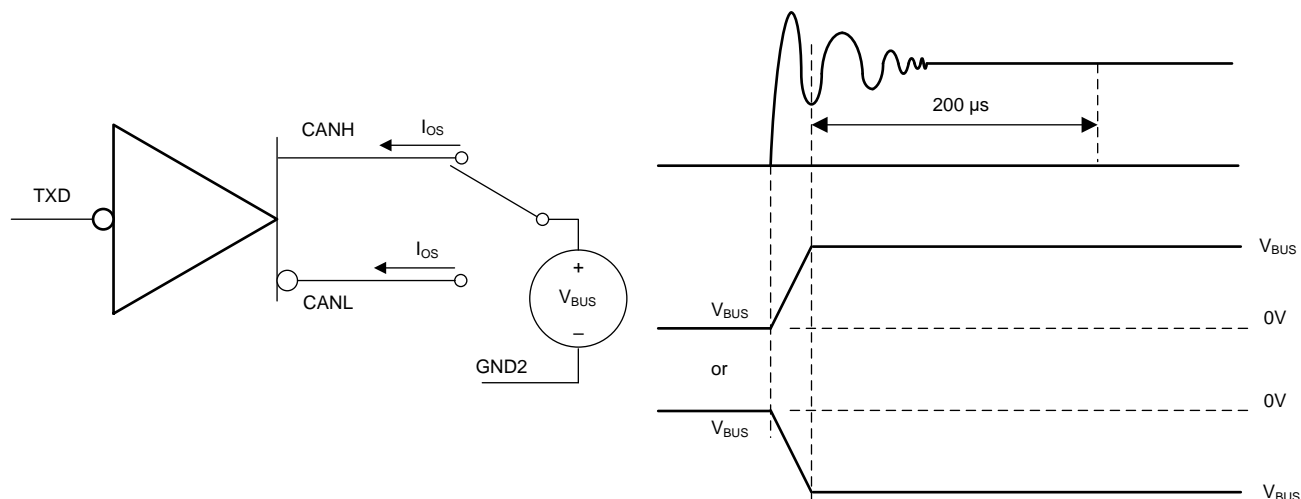 TXD
CANH
I_OS
I_OS
CANL
+
V_BUS
–
GND2
200 µs
V_BUS
V_BUS
0V
or
0V
V_BUS
V_BUS